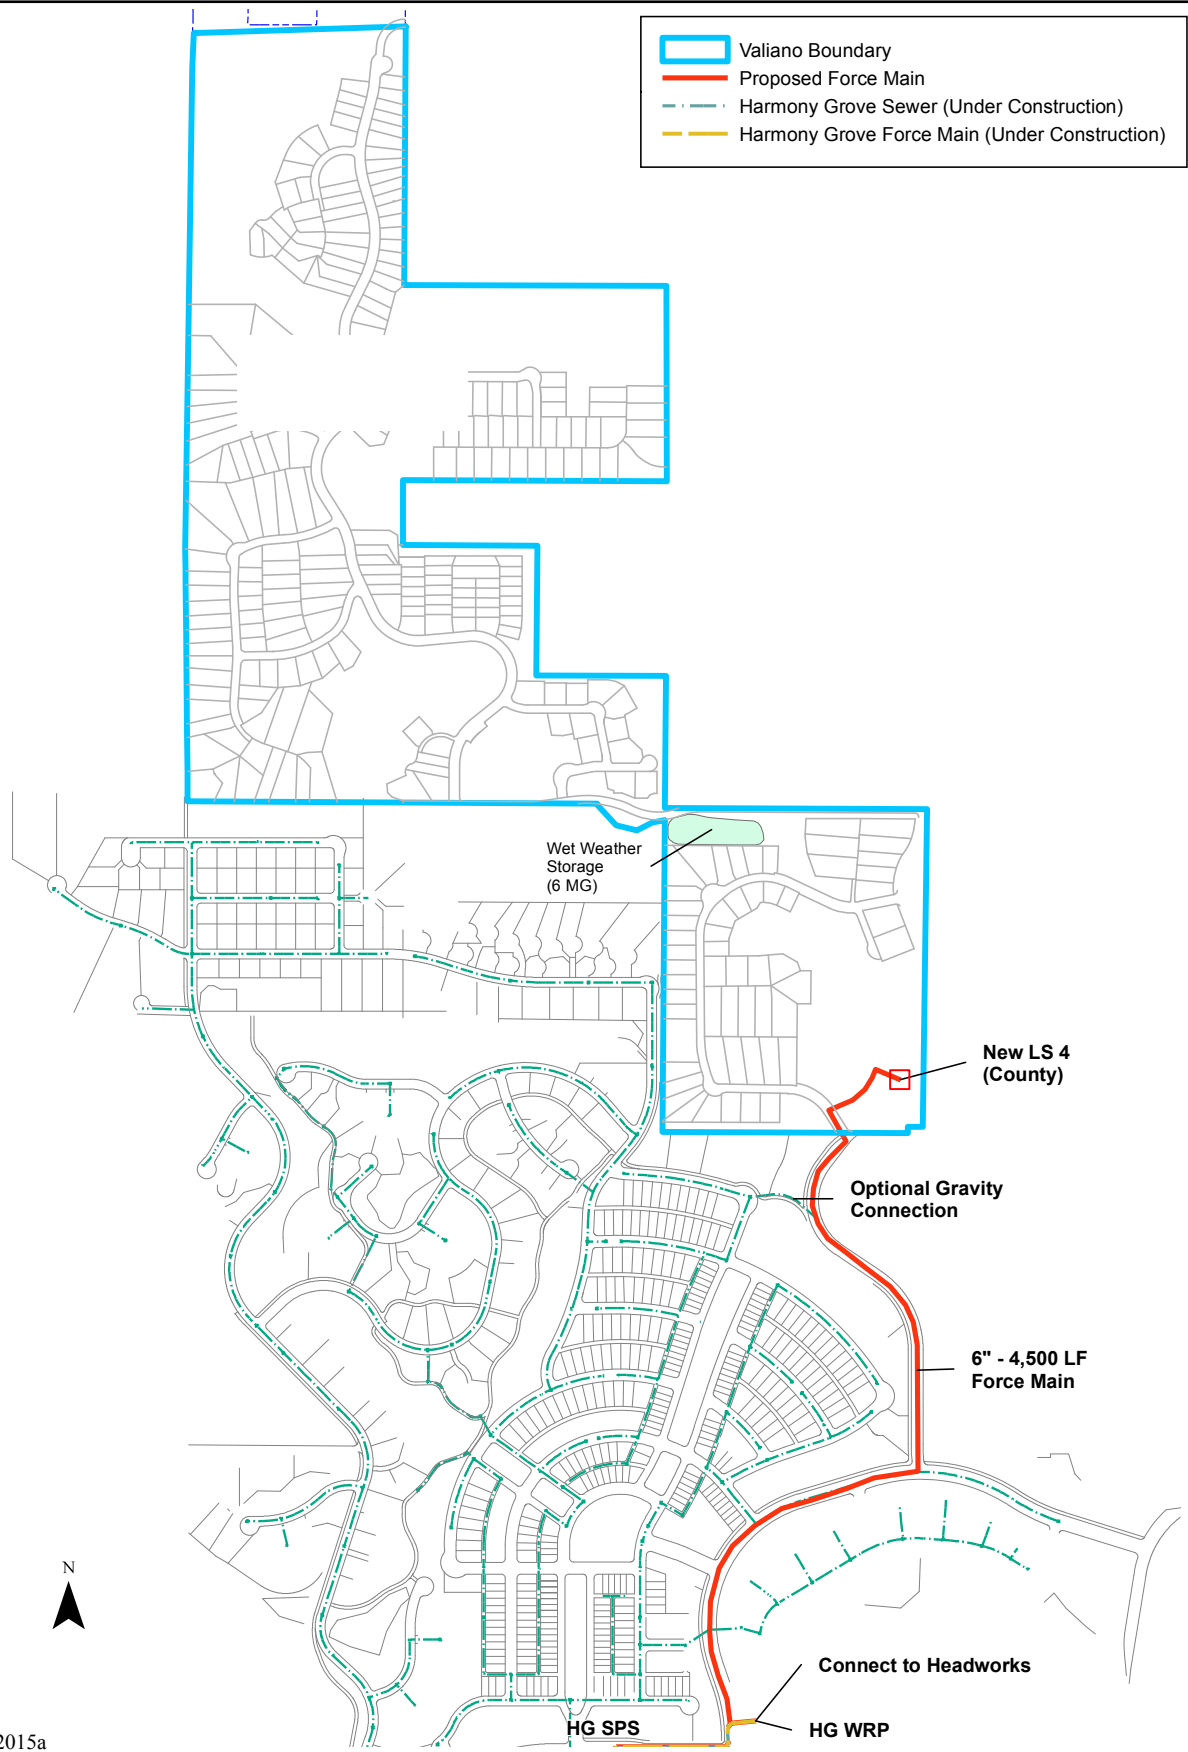 Valiano Boundary
Proposed Force Main
Harmony Grove Sewer (Under Construction)
Harmony Grove Force Main (Under Construction)
Wet Weather
Storage
(6 MG)
New LS 4
(County)
Optional Gravity
Connection
6" - 4,500 LF
Force Main
N
Connect to Headworks
HG SPS
HG WRP
2015a